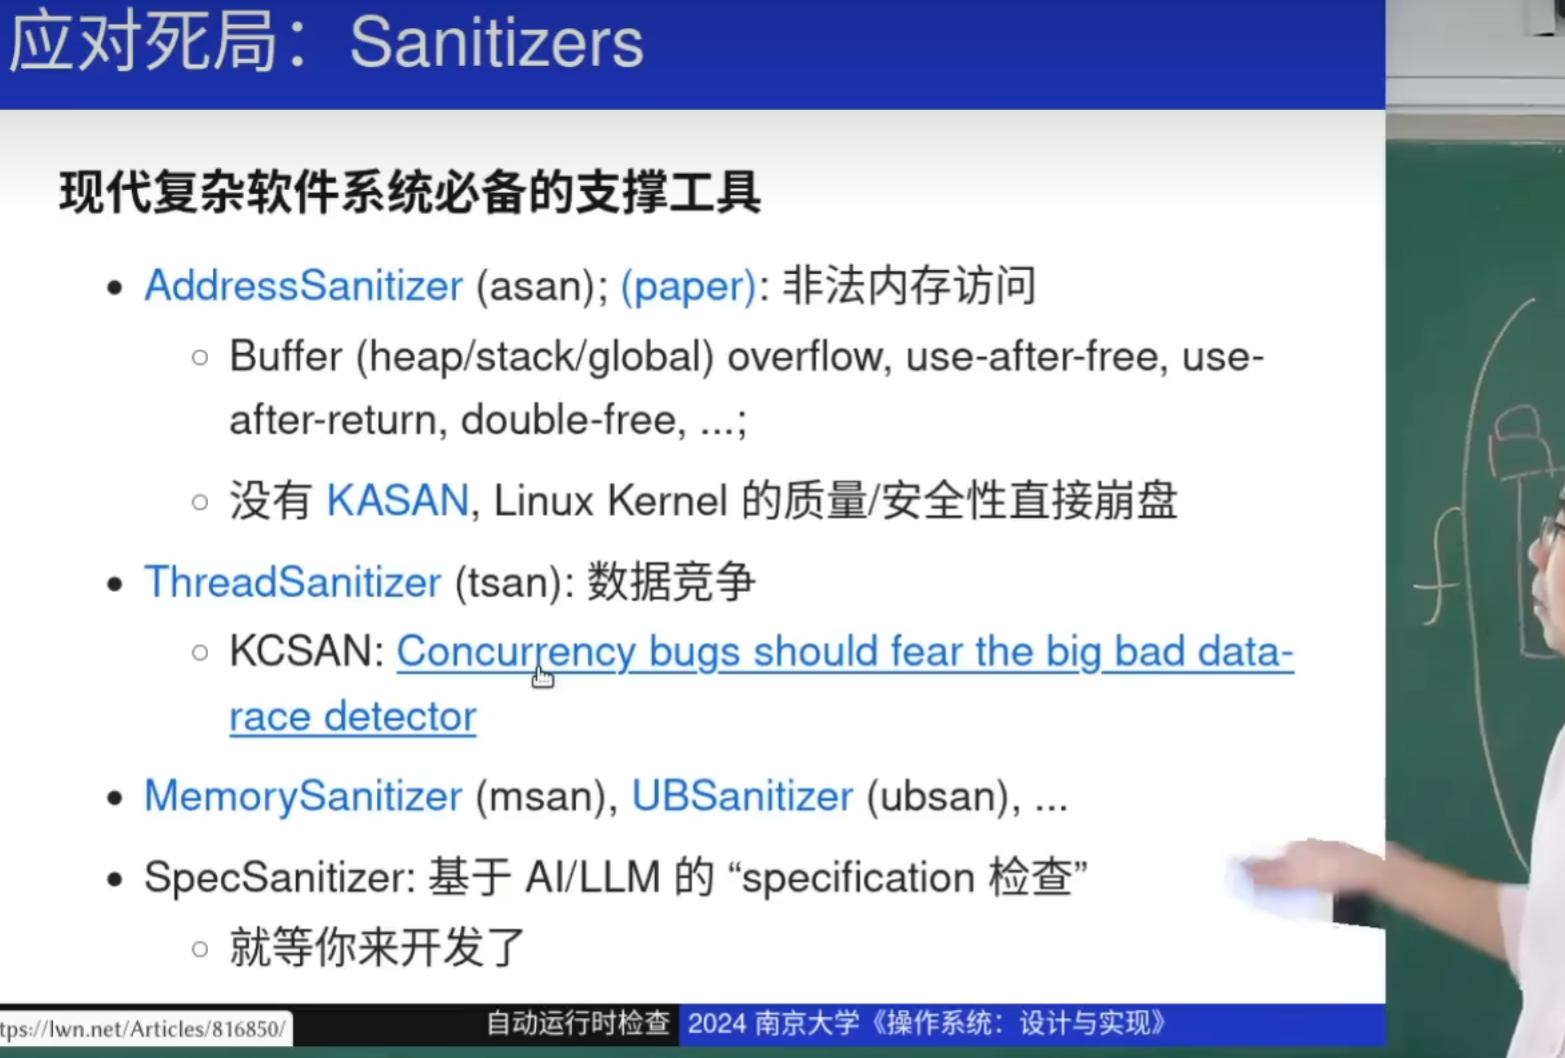 应对死局：Sanitizers
现代复杂软件系统必备的支撑工具
• AddressSanitizer (asan); (paper): 非法内存访问
○ Buffer (heap/stack/global) overflow, use-after-free, use-
after-return, double-free, ...;
○ 没有 KASAN, Linux Kernel 的质量/安全性直接崩盘
• ThreadSanitizer (tsan): 数据竞争
○ KCSAN: Concurrency bugs should fear the big bad data-
race detector
• MemorySanitizer (msan), UBSanitizer (ubsan), ...
• SpecSanitizer: 基于 AI/LLM 的 “specification 检查”
○ 就等你来开发了
tps://lwn.net/Articles/816850/
自动运行时检查
2024 南京大学《操作系统：设计与实现》
f